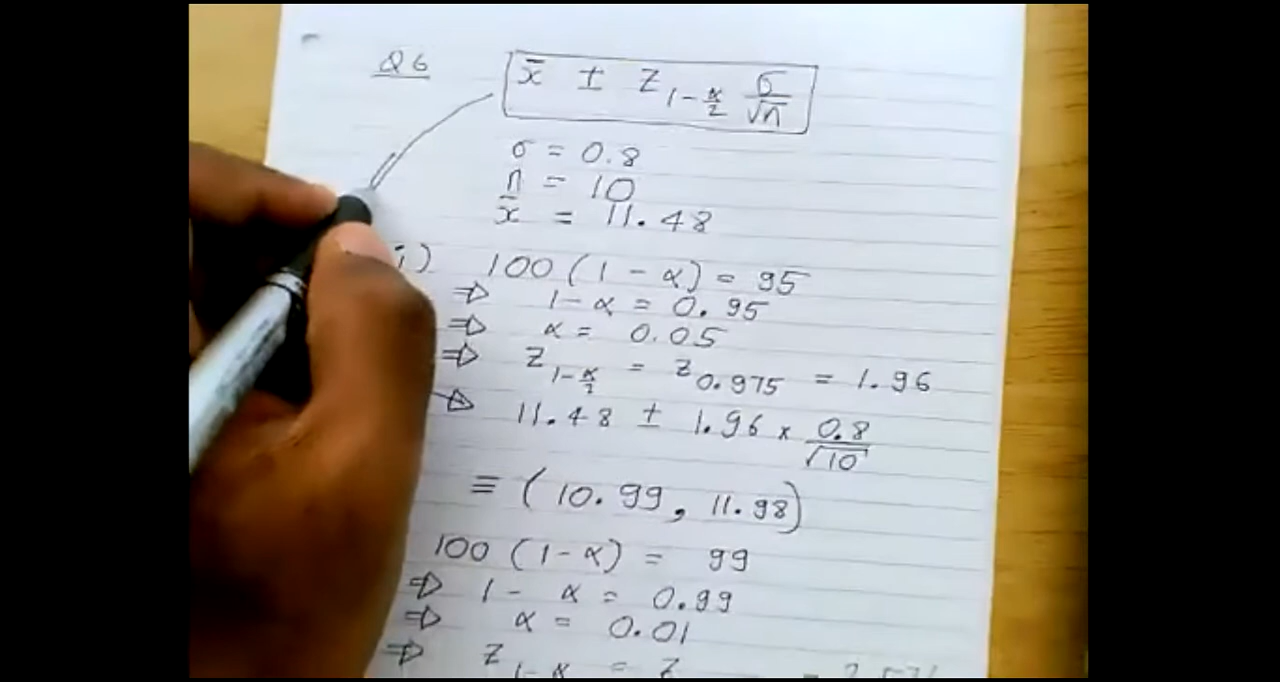 Q6
x̄ ± Z1-α/2 σ/√n
σ = 0.8
n = 10
x̄ = 11.48
i) 100 (1 - α) = 95
⇒ 1 - α = 0.95
⇒ α = 0.05
⇒ Z1-α/2 = Z0.975 = 1.96
⇒ 11.48 ± 1.96 × 0.8/√10
≡ (10.99, 11.98)
100 (1 - α) = 99
⇒ 1 - α = 0.99
⇒ α = 0.01
⇒ Z1-α = Z =